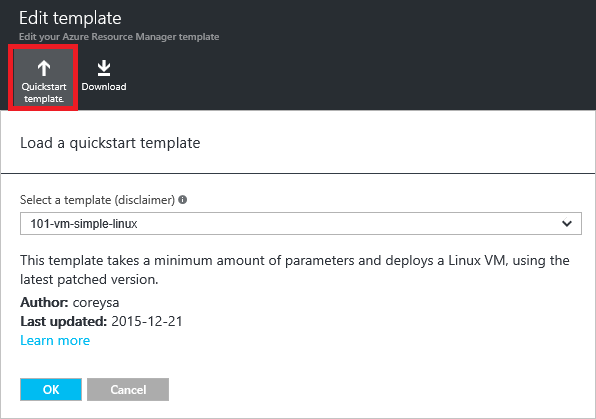 Edit template
Edit your Azure Resource Manager template
Quickstart
template
Download
Load a quickstart template
Select a template (disclaimer)
101-vm-simple-linux
This template takes a minimum amount of parameters and deploys a Linux VM, using the
latest patched version.
Author: coreysa
Last updated: 2015-12-21
Learn more
OK
Cancel